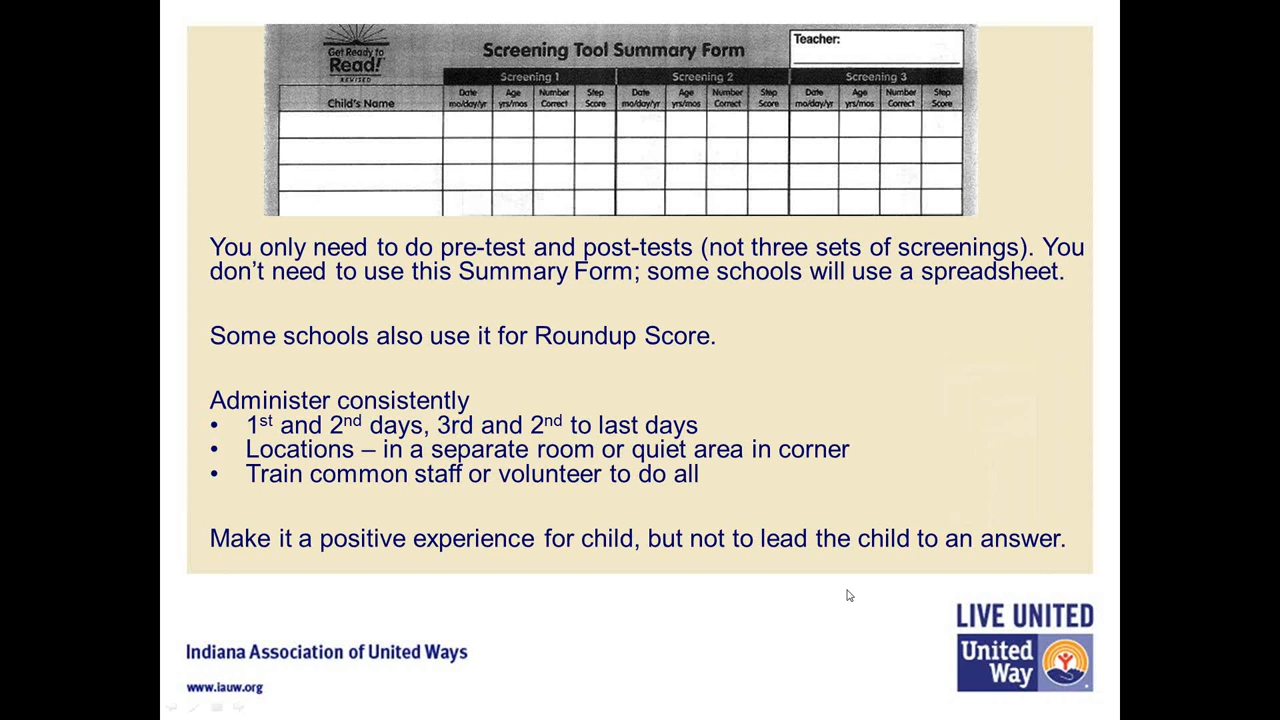 Get Ready to
Read!
REVISED
Screening Tool Summary Form
Teacher:
Screening 1 Screening 2 Screening 3
Child's Name
Date mo/day/yr Age yrs/mos Number Correct Step Score Date mo/day/yr Age yrs/mos Number Correct Step Score Date mo/day/yr Age yrs/mos Number Correct Step Score
You only need to do pre-test and post-tests (not three sets of screenings). You
don’t need to use this Summary Form; some schools will use a spreadsheet.
Some schools also use it for Roundup Score.
Administer consistently
• 1st and 2nd days, 3rd and 2nd to last days
• Locations – in a separate room or quiet area in corner
• Train common staff or volunteer to do all
Make it a positive experience for child, but not to lead the child to an answer.
LIVE UNITED
United
Way
Indiana Association of United Ways
www.iauw.org